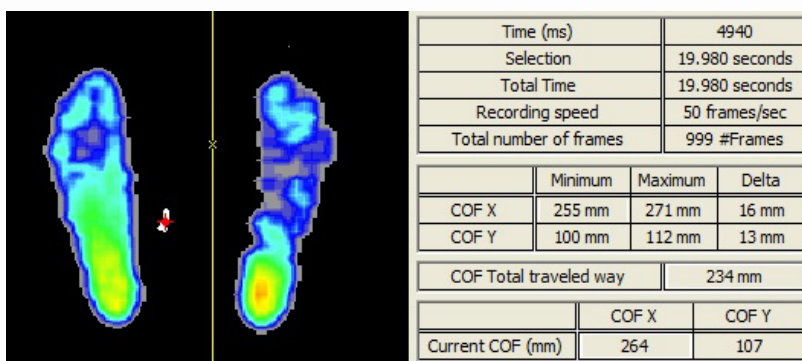 Time (ms) 4940
Selection 19.980 seconds
Total Time 19.980 seconds
Recording speed 50 frames/sec
Total number of frames 999 #Frames
Minimum Maximum Delta
COF X 255 mm 271 mm 16 mm
COF Y 100 mm 112 mm 13 mm
COF Total traveled way 234 mm
COF X COF Y
Current COF (mm) 264 107